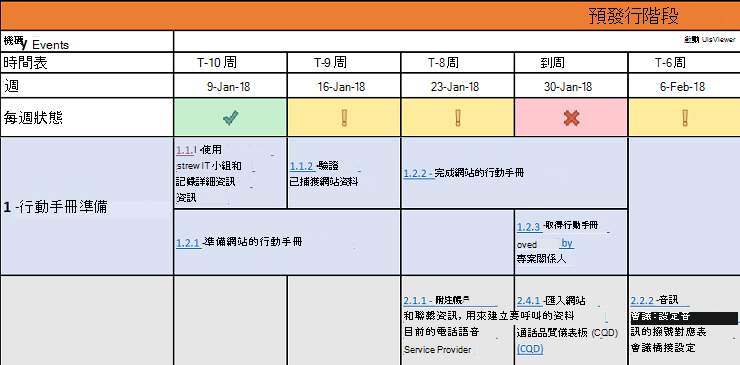 預發行階段
機碼y Events
啟動 UisViewer
時間表 T-10 周 T-9 周 T-8周 到周 T-6 周
週 9-Jan-18 16-Jan-18 23-Jan-18 30-Jan-18 6-Feb-18
每週狀態
1 -行動手冊準備
1.1.1 -使用
strew IT 小組和
記錄詳細資訊
資訊
1.1.2 -驗證
已捕獲網站資料
1.2.2 - 完成網站的行動手冊
1.2.1 -準備網站的行動手冊
1.2.3 -取得行動手冊
oved by
專案關係人
2.1.1 - 附注帳戶
和聯繫資訊，用來建立要呼叫的資料
目前的電話語音
Service Provider
2.4.1 -匯入網站
通話品質儀表板 (CQD)
(CQD)
2.2.2 -音訊
會議：設定音
訊的撥號對應表
會議橋接設定